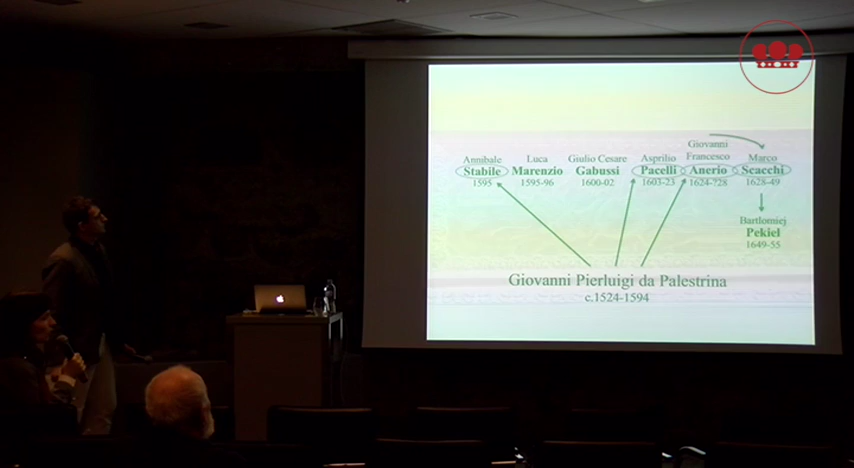 Annibale
Stabile
1595
Luca
Marenzio
1595-96
Giulio Cesare
Gabussi
1600-02
Asprilio
Pacelli
1603-23
Giovanni
Francesco
Anerio
1624-?28
Marco
Scacchi
1628-49
Bartlomiej
Pekiel
1649-55
Giovanni Pierluigi da Palestrina
c.1524-1594